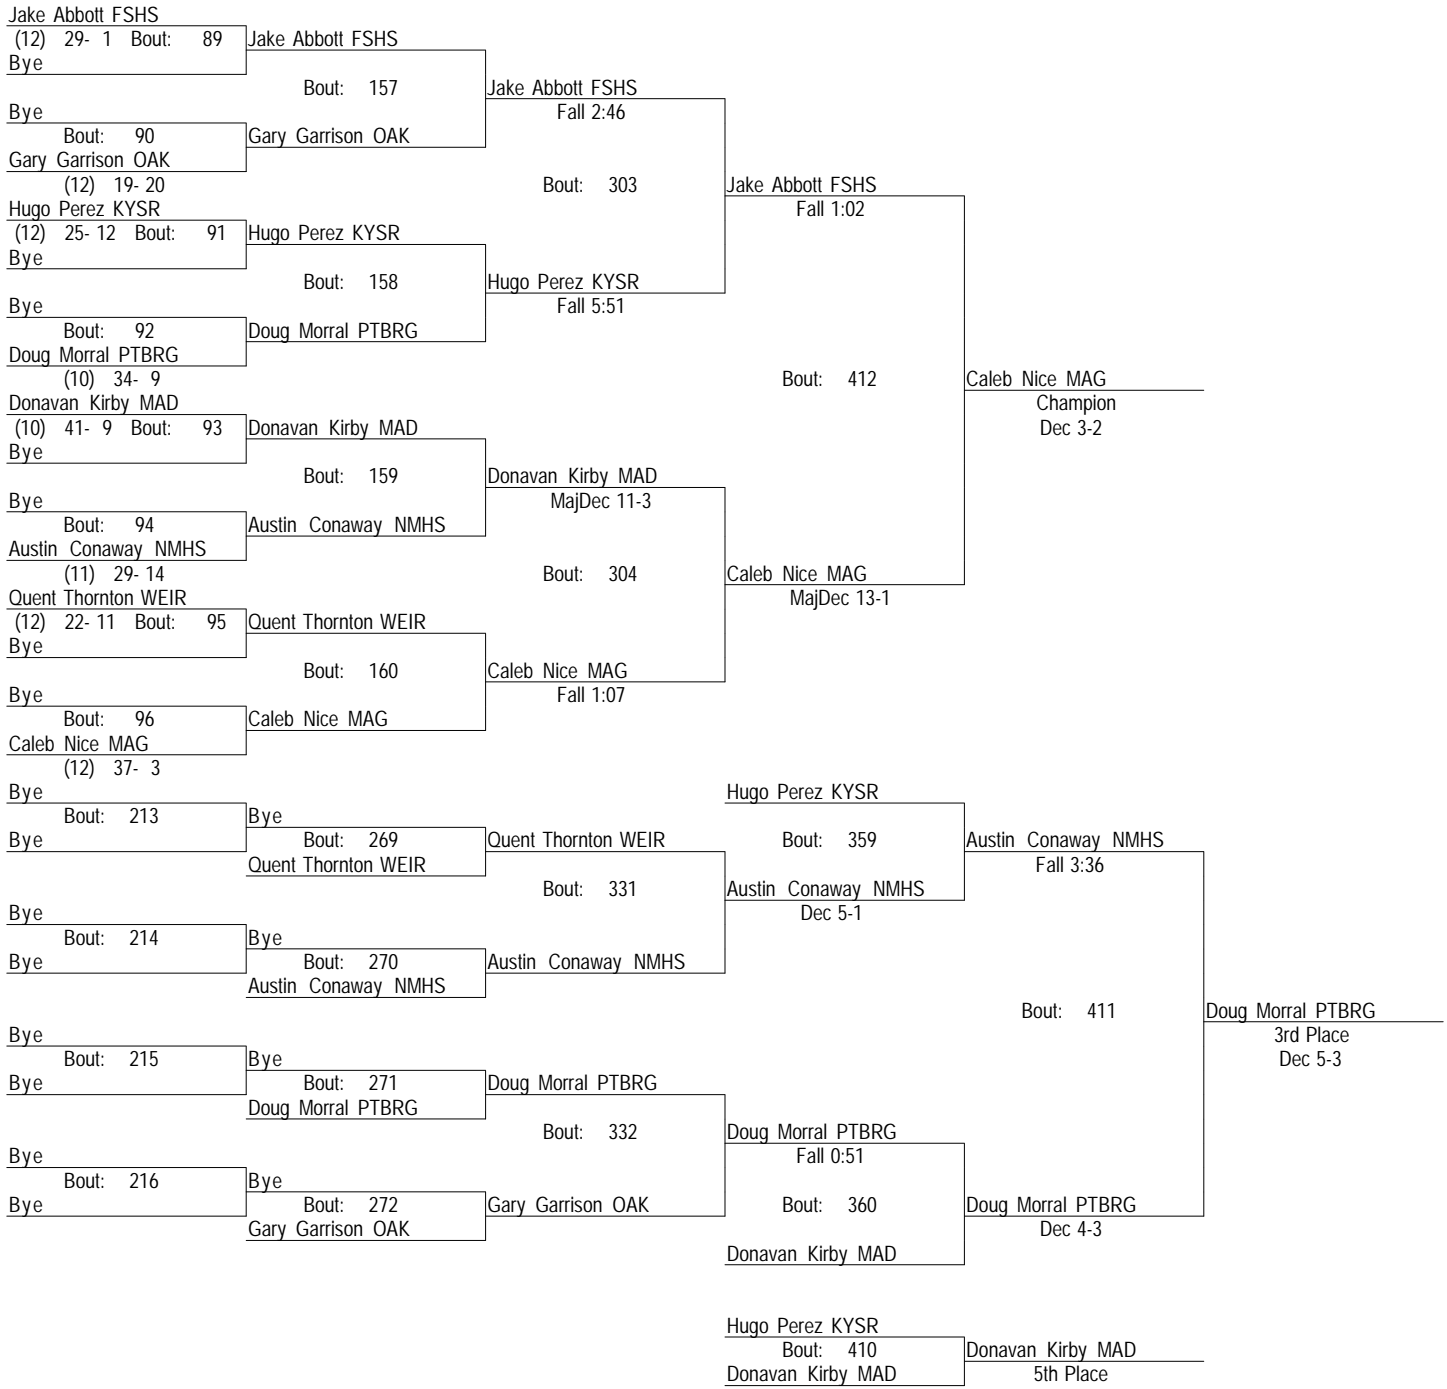 Jake Abbott FSHS
(12) 29- 1 Bout: 89 Jake Abbott FSHS
Bye
Bout: 157 Jake Abbott FSHS
Bye Fall 2:46
Bout: 90 Gary Garrison OAK
Gary Garrison OAK
(12) 19- 20 Bout: 303 Jake Abbott FSHS
Hugo Perez KYSR Fall 1:02
(12) 25- 12 Bout: 91 Hugo Perez KYSR
Bye
Bout: 158 Hugo Perez KYSR
Bye Fall 5:51
Bout: 92 Doug Morral PTBRG
Doug Morral PTBRG
(10) 34- 9 Bout: 412 Caleb Nice MAG
Donavan Kirby MAD Champion
(10) 41- 9 Bout: 93 Donavan Kirby MAD Dec 3-2
Bye
Bout: 159 Donavan Kirby MAD
Bye MajDec 11-3
Bout: 94 Austin Conaway NMHS
Austin Conaway NMHS
(11) 29- 14 Bout: 304 Caleb Nice MAG
Quent Thornton WEIR MajDec 13-1
(12) 22- 11 Bout: 95 Quent Thornton WEIR
Bye
Bout: 160 Caleb Nice MAG
Bye Fall 1:07
Bout: 96 Caleb Nice MAG
Caleb Nice MAG
(12) 37- 3
Bye Hugo Perez KYSR
Bout: 213 Bye
Bye Bout: 269 Quent Thornton WEIR Bout: 359 Austin Conaway NMHS
Quent Thornton WEIR Fall 3:36
Bout: 331 Austin Conaway NMHS
Bye Dec 5-1
Bout: 214 Bye
Bye Bout: 270 Austin Conaway NMHS
Austin Conaway NMHS
Bout: 411 Doug Morral PTBRG
Bye 3rd Place
Bout: 215 Bye Dec 5-3
Bye Bout: 271 Doug Morral PTBRG
Doug Morral PTBRG
Bout: 332 Doug Morral PTBRG
Bye Fall 0:51
Bout: 216 Bye
Bye Bout: 272 Gary Garrison OAK Bout: 360 Doug Morral PTBRG
Gary Garrison OAK Dec 4-3
Donavan Kirby MAD
Hugo Perez KYSR
Bout: 410 Donavan Kirby MAD
Donavan Kirby MAD 5th Place